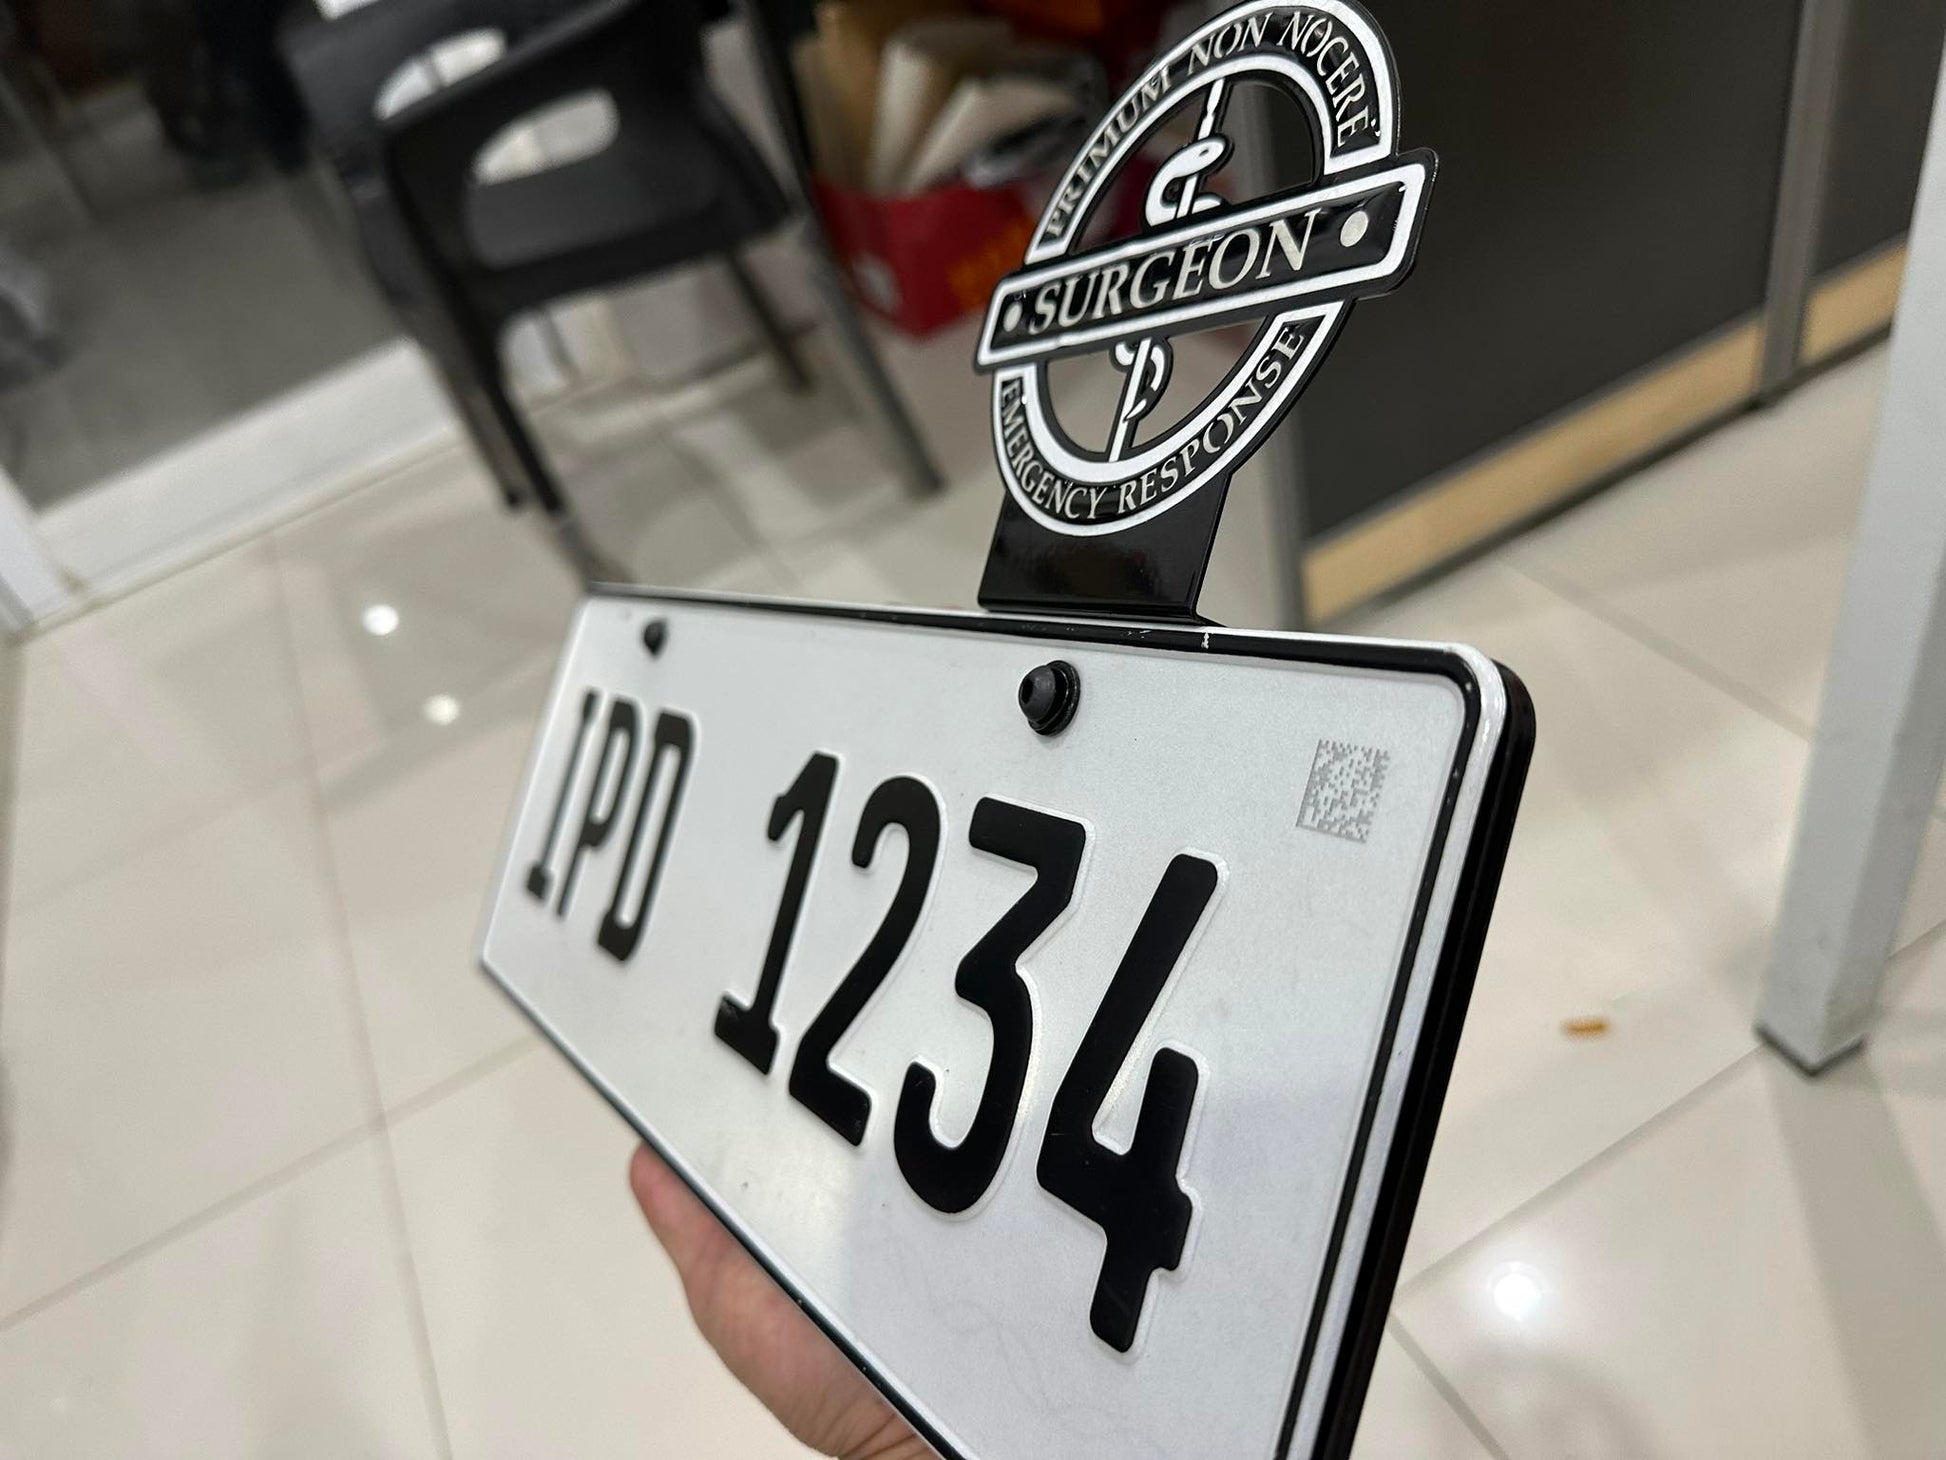 PRIMUM NON NOCERE
• SURGEON •
EMERGENCY RESPONSE
IPD 1234